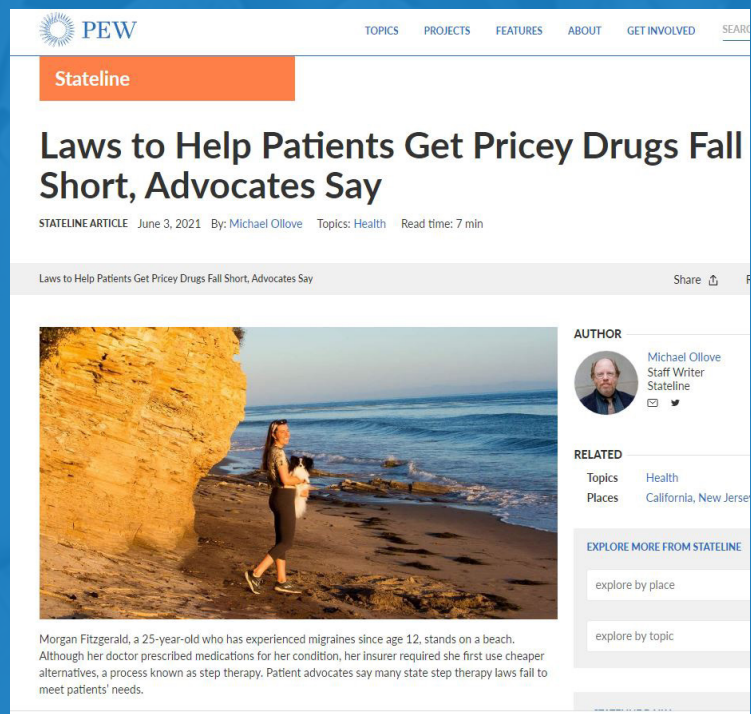 PEW
TOPICS PROJECTS FEATURES ABOUT GET INVOLVED
Stateline
Laws to Help Patients Get Pricey Drugs Fall
Short, Advocates Say
STATELINE ARTICLE June 3, 2021 By: Michael Ollove Topics: Health Read time: 7 min
Laws to Help Patients Get Pricey Drugs Fall Short, Advocates Say
Share
AUTHOR
Michael Ollove
Staff Writer
Stateline
RELATED
Topics Health
Places California, New
EXPLORE MORE FROM STATELINE
explore by place
explore by topic
Morgan Fitzgerald, a 25-year-old who has experienced migraines since age 12, stands on a beach.
Although her doctor prescribed medications for her condition, her insurer required she first use cheaper
alternatives, a process known as step therapy. Patient advocates say many state step therapy laws fail to
meet patients' needs.